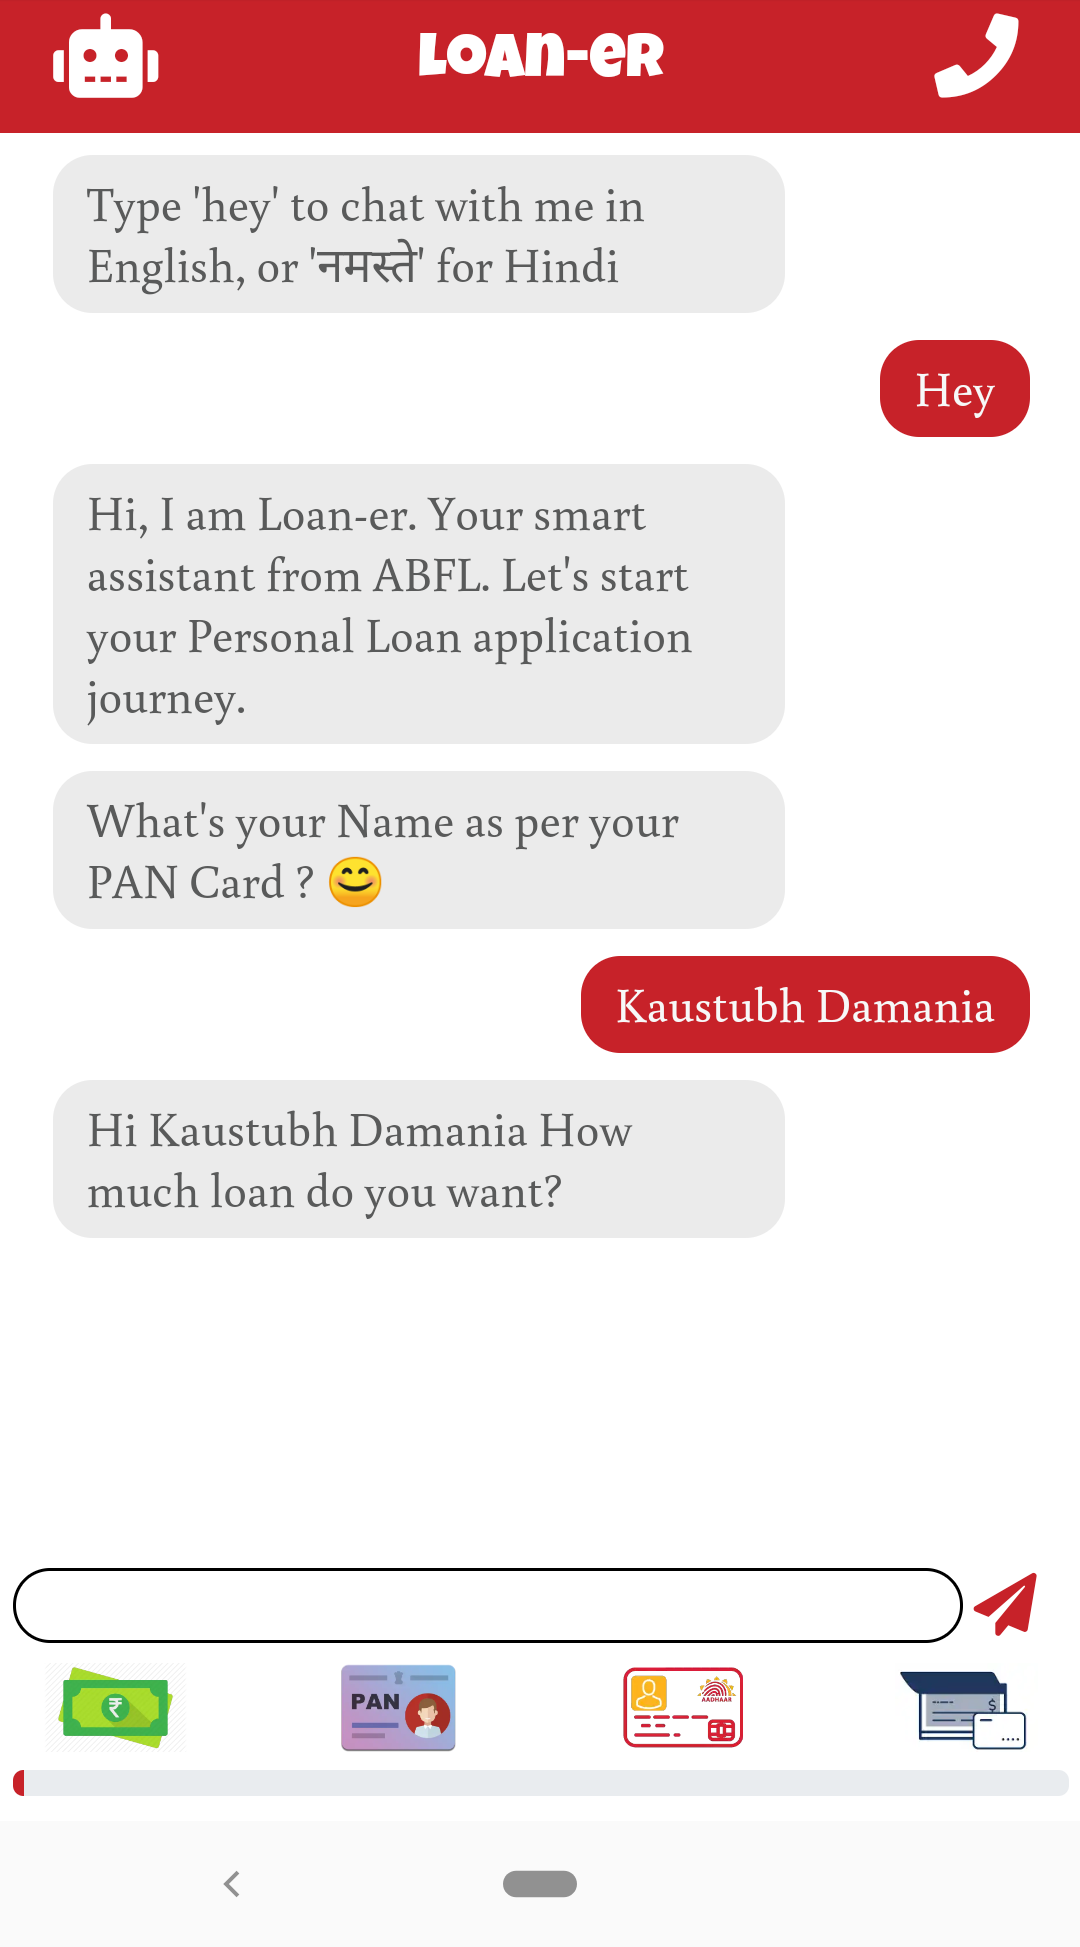 Loan-er
Type 'hey' to chat with me in
English, or 'नमस्ते' for Hindi
Hey
Hi, I am Loan-er. Your smart
assistant from ABFL. Let's start
your Personal Loan application
journey.
What's your Name as per your
PAN Card ? 😊
Kaustubh Damania
Hi Kaustubh Damania How
much loan do you want?
₹
PAN
AADHAAR
$